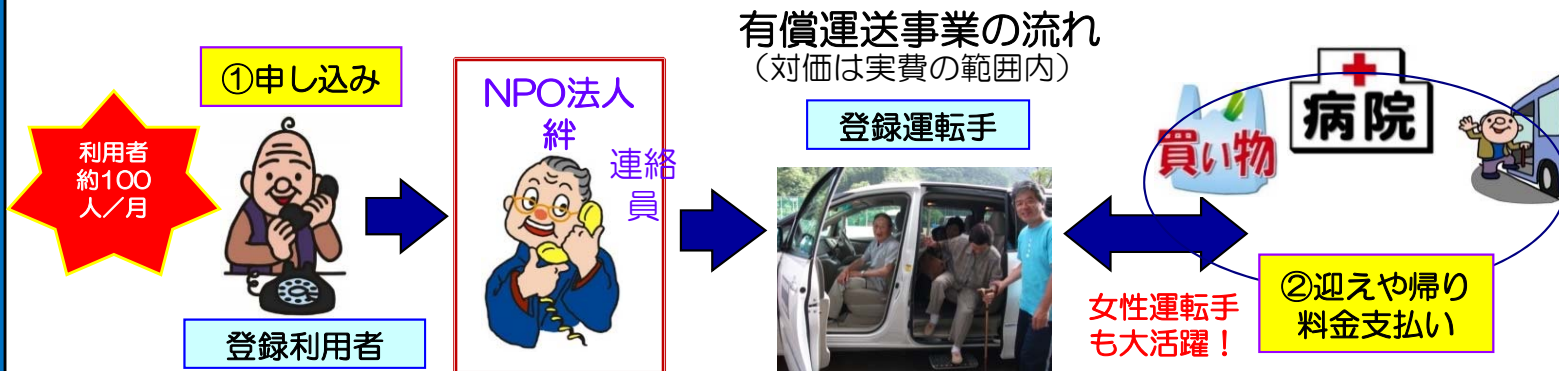 有償運送事業の流れ
（対価は実費の範囲内）
①申し込み
利用者
約100
人／月
登録利用者
NPO法人
絆
連絡
員
登録運転手
買い物
病院
女性運転手
も大活躍！
②迎えや帰り
料金支払い